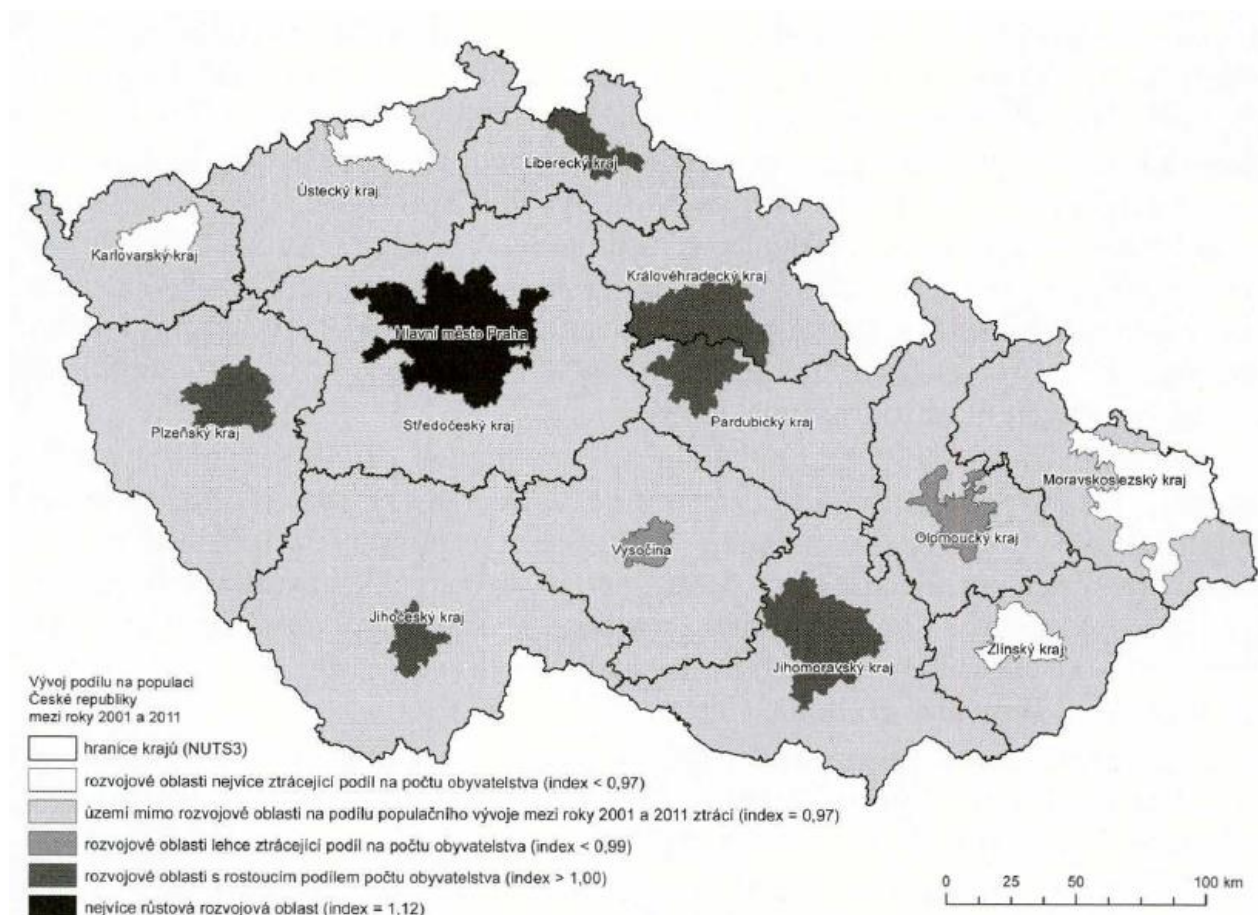 Liberecký kraj
Ústecký kraj
Karlovarský kraj
Královéhradecký kraj
Hlavní město Praha
Plzeňský kraj
Středočeský kraj
Pardubický kraj
Moravskoslezský kraj
Olomoucký kraj
Vysočina
Jihočeský kraj
Zlínský kraj
Jihomoravský kraj
Vývoj podílu na populaci
České republiky
mezi roky 2001 a 2011
hranice krajů (NUTS3)
rozvojové oblasti nejvíce ztrácející podíl na počtu obyvatelstva (index < 0,97)
území mimo rozvojové oblasti na podílu populačního vývoje mezi roky 2001 a 2011 ztrácí (index = 0,97)
rozvojové oblasti lehce ztrácející podíl na počtu obyvatelstva (index < 0,99)
rozvojové oblasti s rostoucím podílem počtu obyvatelstva (index > 1,00)
nejvíce růstová rozvojová oblast (index = 1,12)
0 25 50 100 km